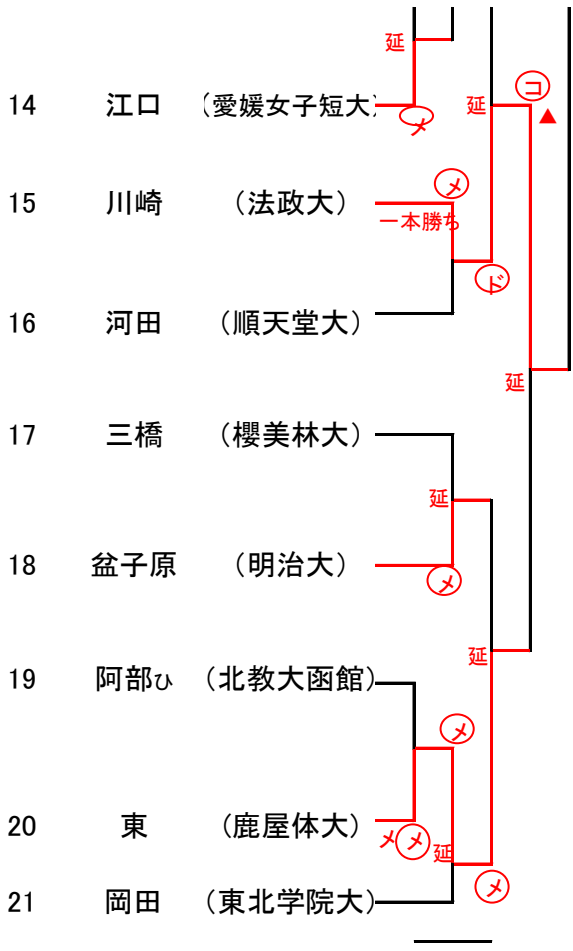 延
14 江口 (愛媛女子短大)
メ
延
コ
▲
15 川崎 (法政大)
メ
一本勝ち
ド
16 河田 (順天堂大)
延
17 三橋 (櫻美林大)
延
18 盆子原 (明治大)
メ
延
19 阿部ひ (北教大函館)
メ
20 東 (鹿屋体大)
メメ
延
メ
21 岡田 (東北学院大)